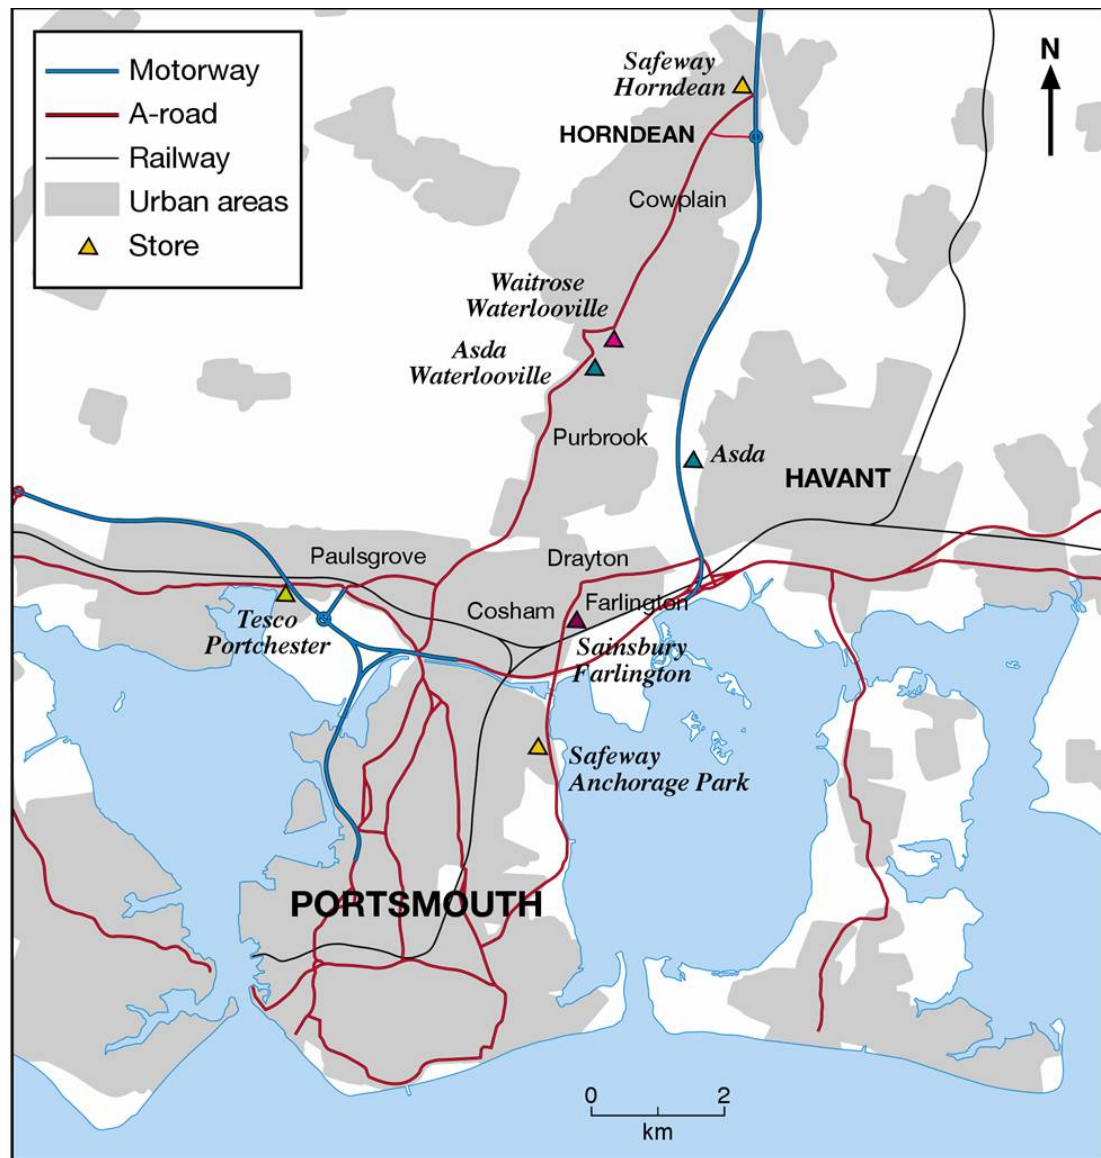 Motorway
A-road
Railway
Urban areas
Store
N
Safeway
Horndean
HORNDEAN
Cowplain
Waitrose
Waterlooville
Asda
Waterlooville
Purbrook
Asda
HAVANT
Paulsgrove
Drayton
Cosham
Farlington
Tesco
Portchester
Sainsbury
Farlington
Safeway
Anchorage Park
PORTSMOUTH
0 2
km